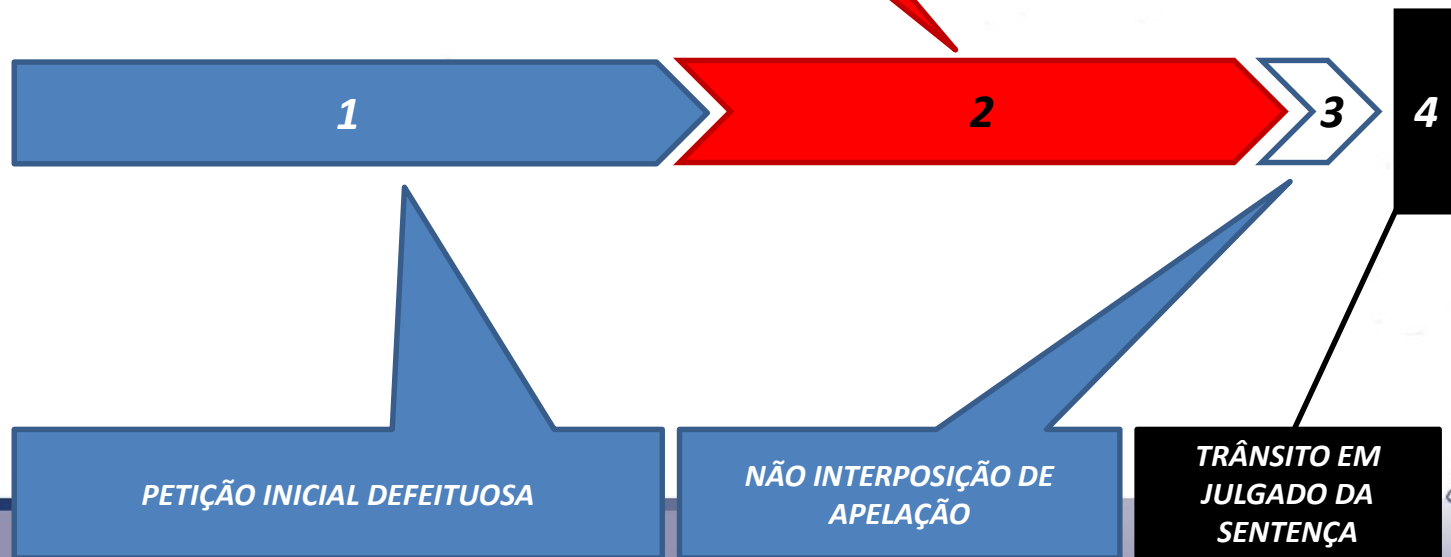 1
2
3
4
PETIÇÃO INICIAL DEFEITUOSA
NÃO INTERPOSIÇÃO DE
APELAÇÃO
TRÂNSITO EM
JULGADO DA
SENTENÇA